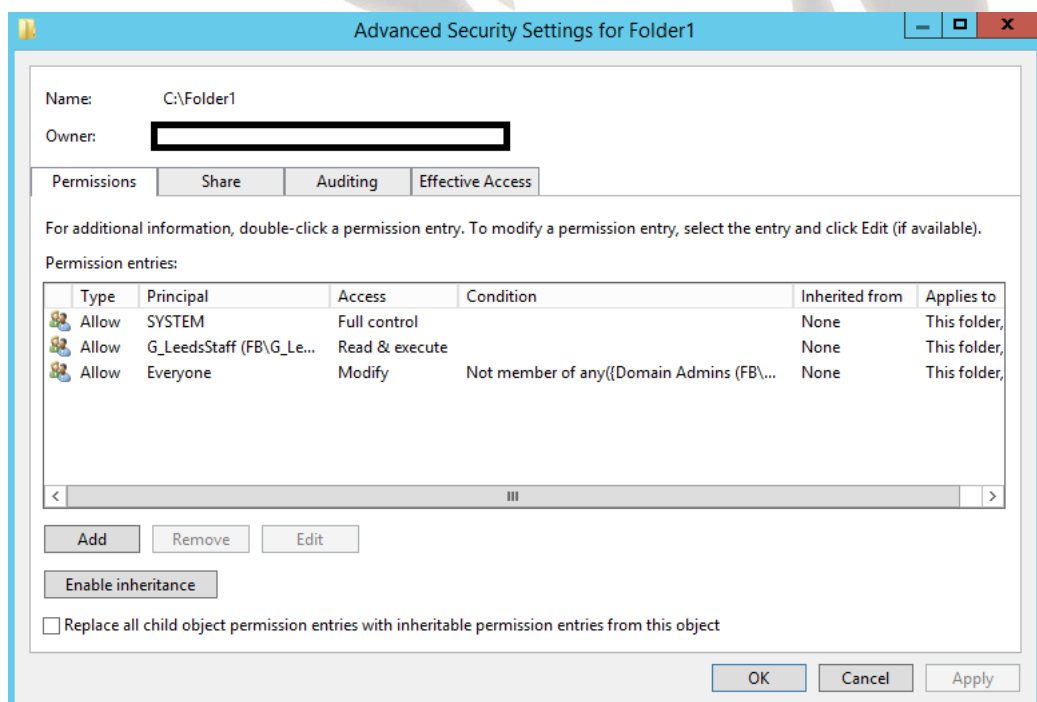 Advanced Security Settings for Folder1
Name: C:\Folder1
Owner:
Permissions Share Auditing Effective Access
For additional information, double-click a permission entry. To modify a permission entry, select the entry and click Edit (if available).
Permission entries:
Type Principal Access Condition Inherited from Applies to
Allow SYSTEM Full control None This folder,
Allow G_LeedsStaff (FB\G_Le... Read & execute None This folder,
Allow Everyone Modify Not member of any({Domain Admins (FB\... None This folder,
Add Remove Edit
Enable inheritance
Replace all child object permission entries with inheritable permission entries from this object
OK Cancel Apply